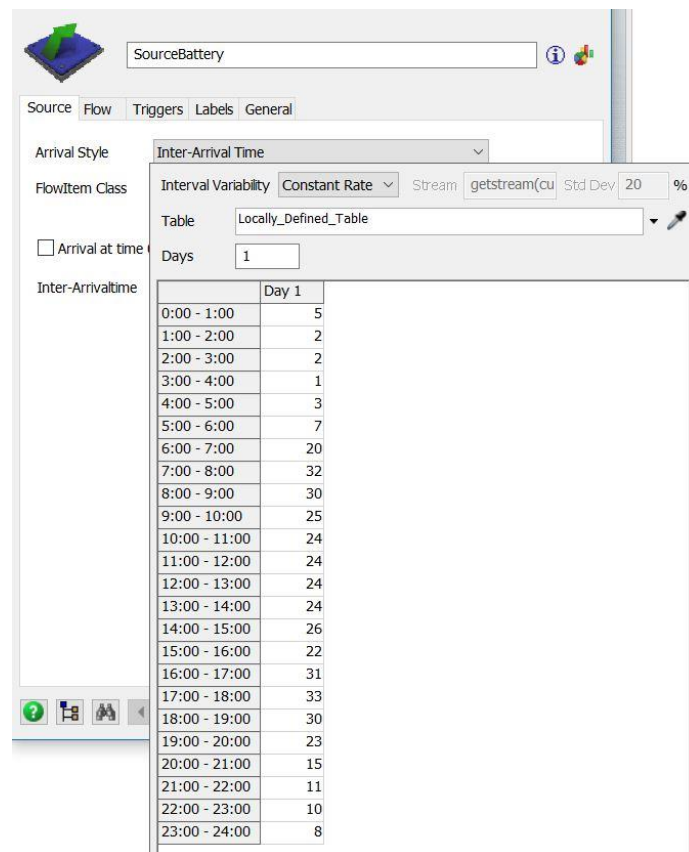 SourceBattery
Source Flow Triggers Labels General
Arrival Style Inter-Arrival Time
FlowItem Class Interval Variability Constant Rate Stream getstream(cu Std Dev 20 %
Table Locally_Defined_Table
Arrival at time Days 1
Inter-Arrivaltime Day 1
0:00 - 1:00 5
1:00 - 2:00 2
2:00 - 3:00 2
3:00 - 4:00 1
4:00 - 5:00 3
5:00 - 6:00 7
6:00 - 7:00 20
7:00 - 8:00 32
8:00 - 9:00 30
9:00 - 10:00 25
10:00 - 11:00 24
11:00 - 12:00 24
12:00 - 13:00 24
13:00 - 14:00 24
14:00 - 15:00 26
15:00 - 16:00 22
16:00 - 17:00 31
17:00 - 18:00 33
18:00 - 19:00 30
19:00 - 20:00 23
20:00 - 21:00 15
21:00 - 22:00 11
22:00 - 23:00 10
23:00 - 24:00 8